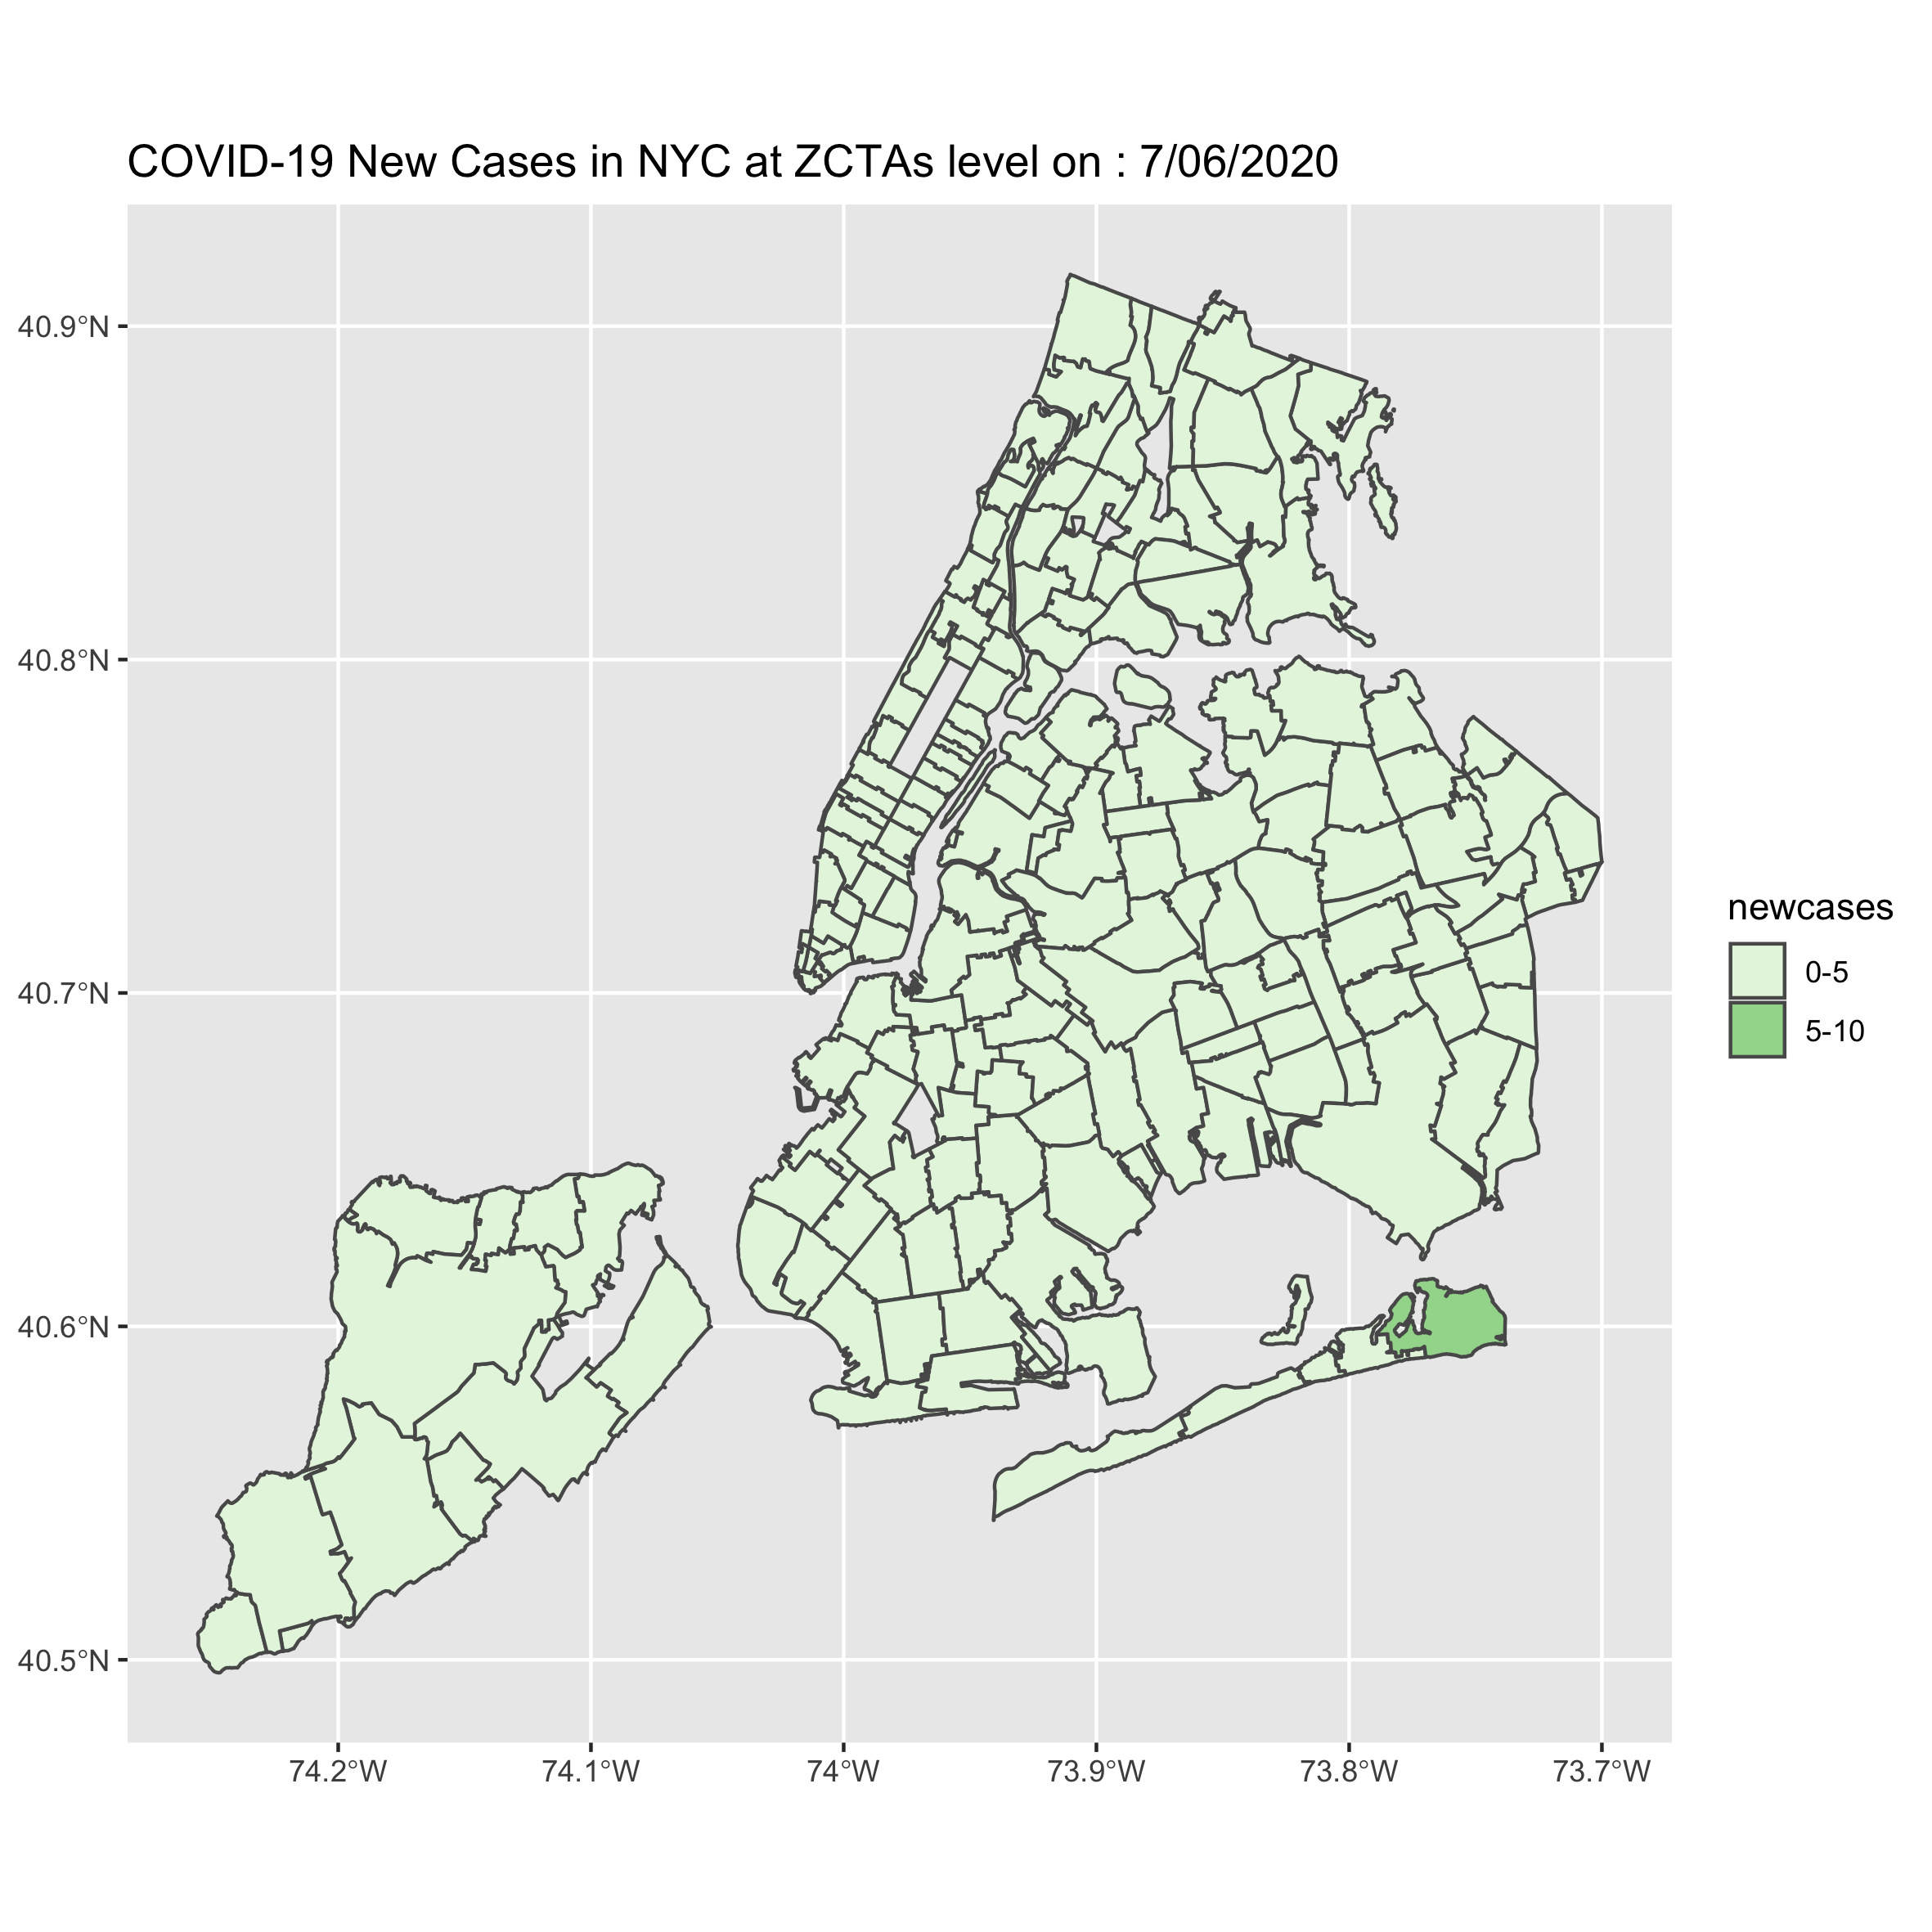 COVID-19 New Cases in NYC at ZCTAs level on : 7/06/2020
40.9°N
40.8°N
40.7°N
40.6°N
40.5°N
74.2°W 74.1°W 74°W 73.9°W 73.8°W 73.7°W
newcases
0-5
5-10